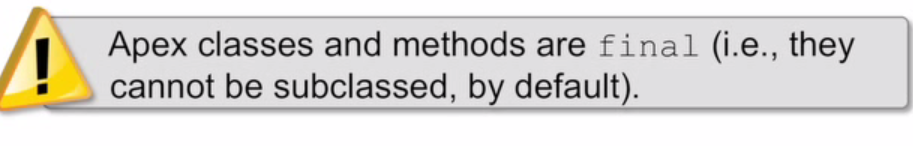 Apex classes and methods are final (i.e., they
cannot be subclassed, by default).